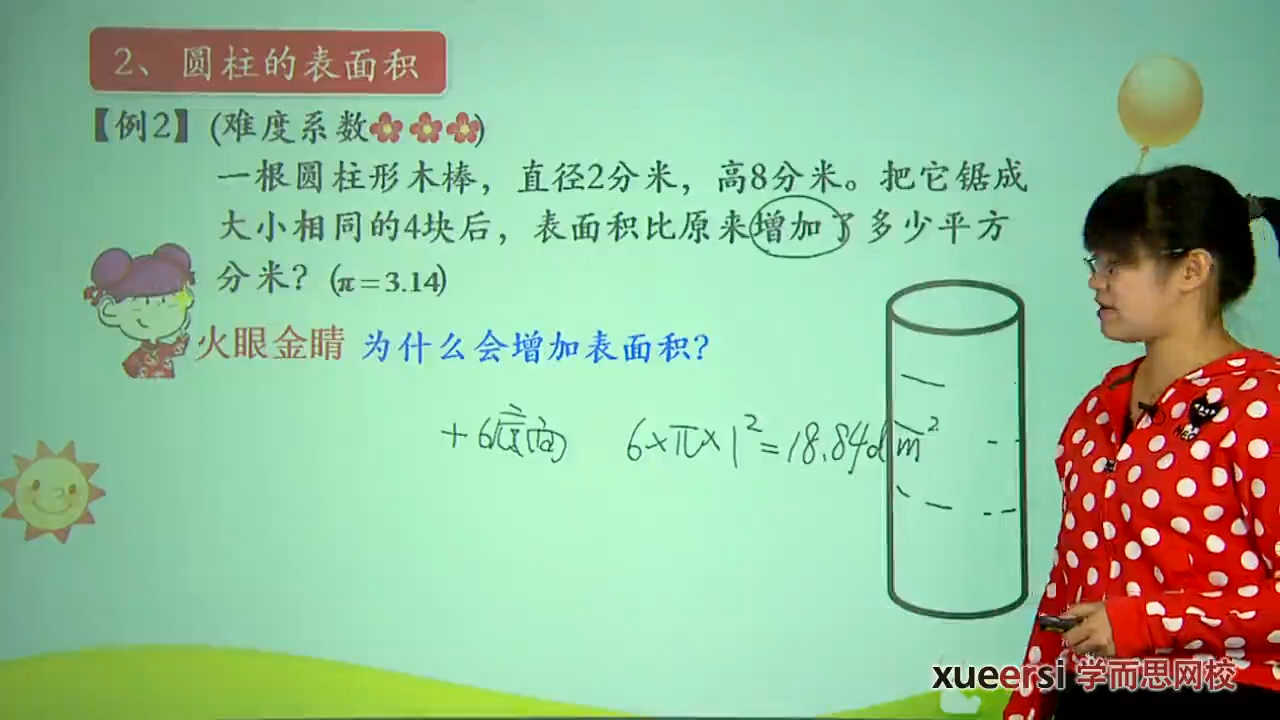 2、圆柱的表面积
【例2】(难度系数)
一根圆柱形木棒，直径2分米，高8分米。把它锯成
大小相同的4块后，表面积比原来增加了多少平方
分米？(π=3.14)
火眼金睛 为什么会增加表面积？
+6底面 6×π×1²=18.84dm²
xueersi 学而思网校